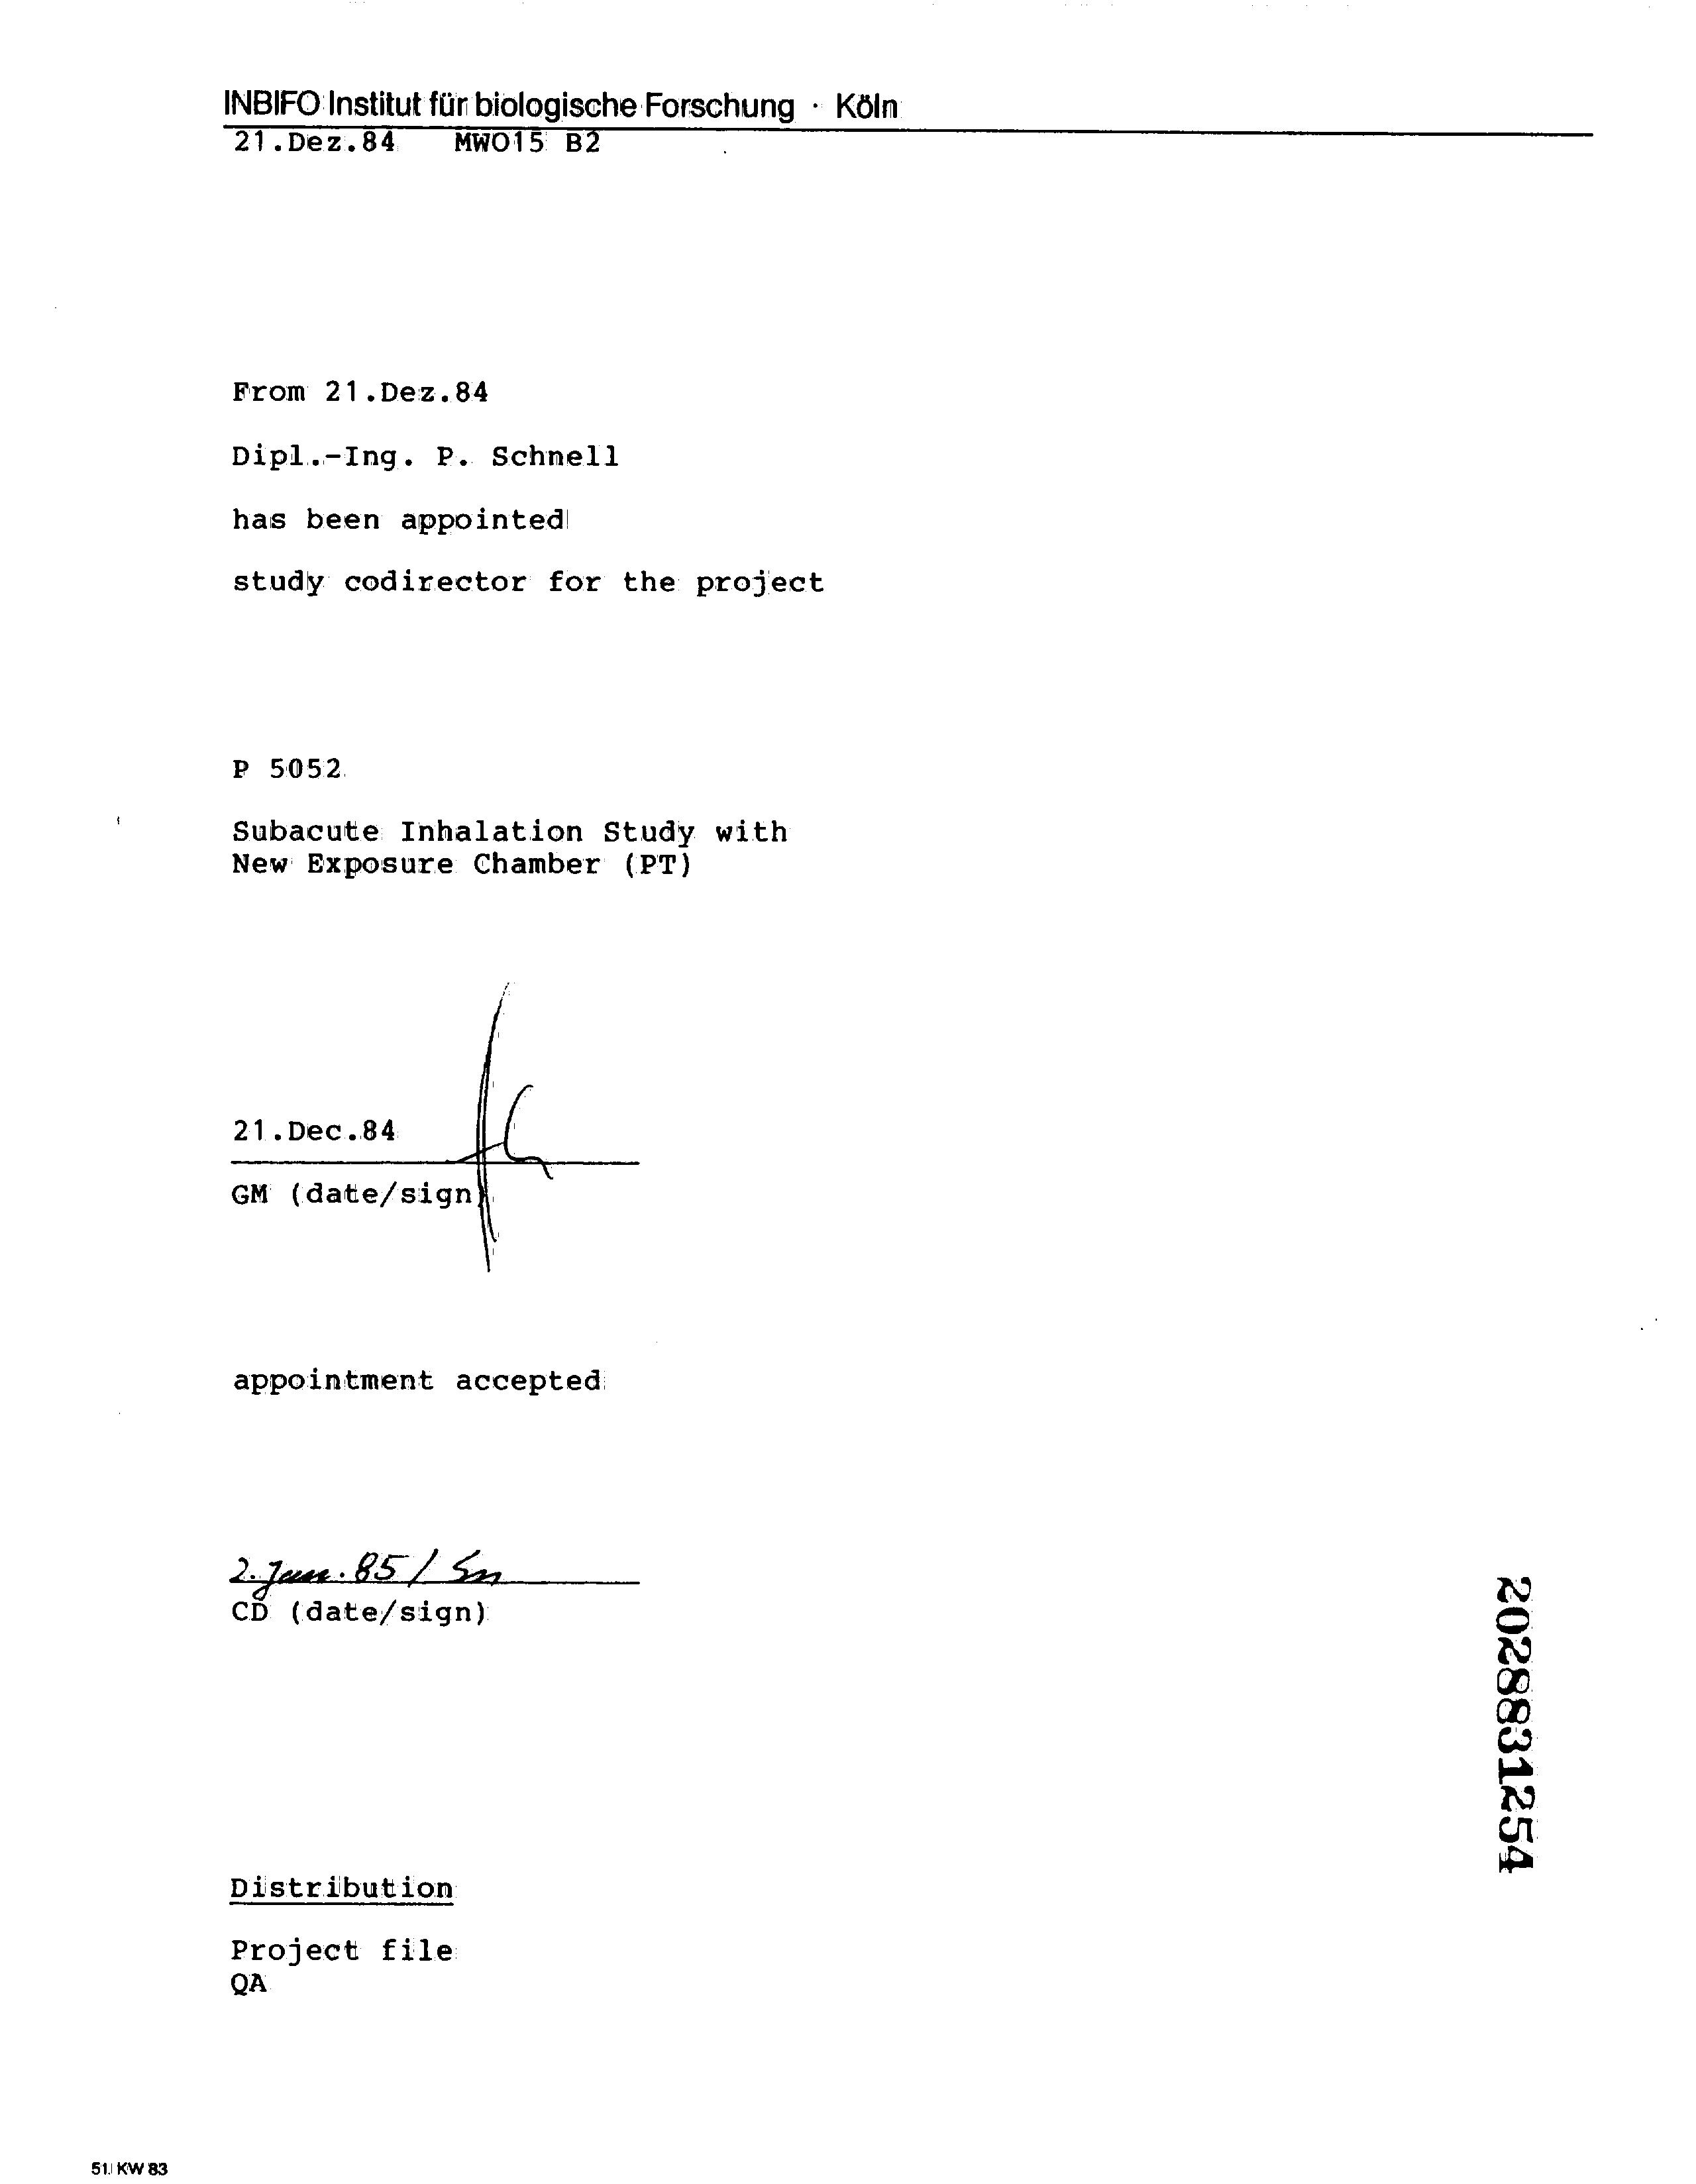 INBIFO Institut für biologische Forschung · Köln
21.Dez.84 MWO15 B2
From 21.Dez.84
Dipl.-Ing. P. Schnell
has been appointed
study codirector for the project
P 5052
Subacute Inhalation Study with
New Exposure Chamber (PT)
21.Dec.84
GM (date/sign)
appointment accepted
2. Jan. 85 / Sn
CD (date/sign)
2028831254
Distribution
Project file
QA
51. KW 83